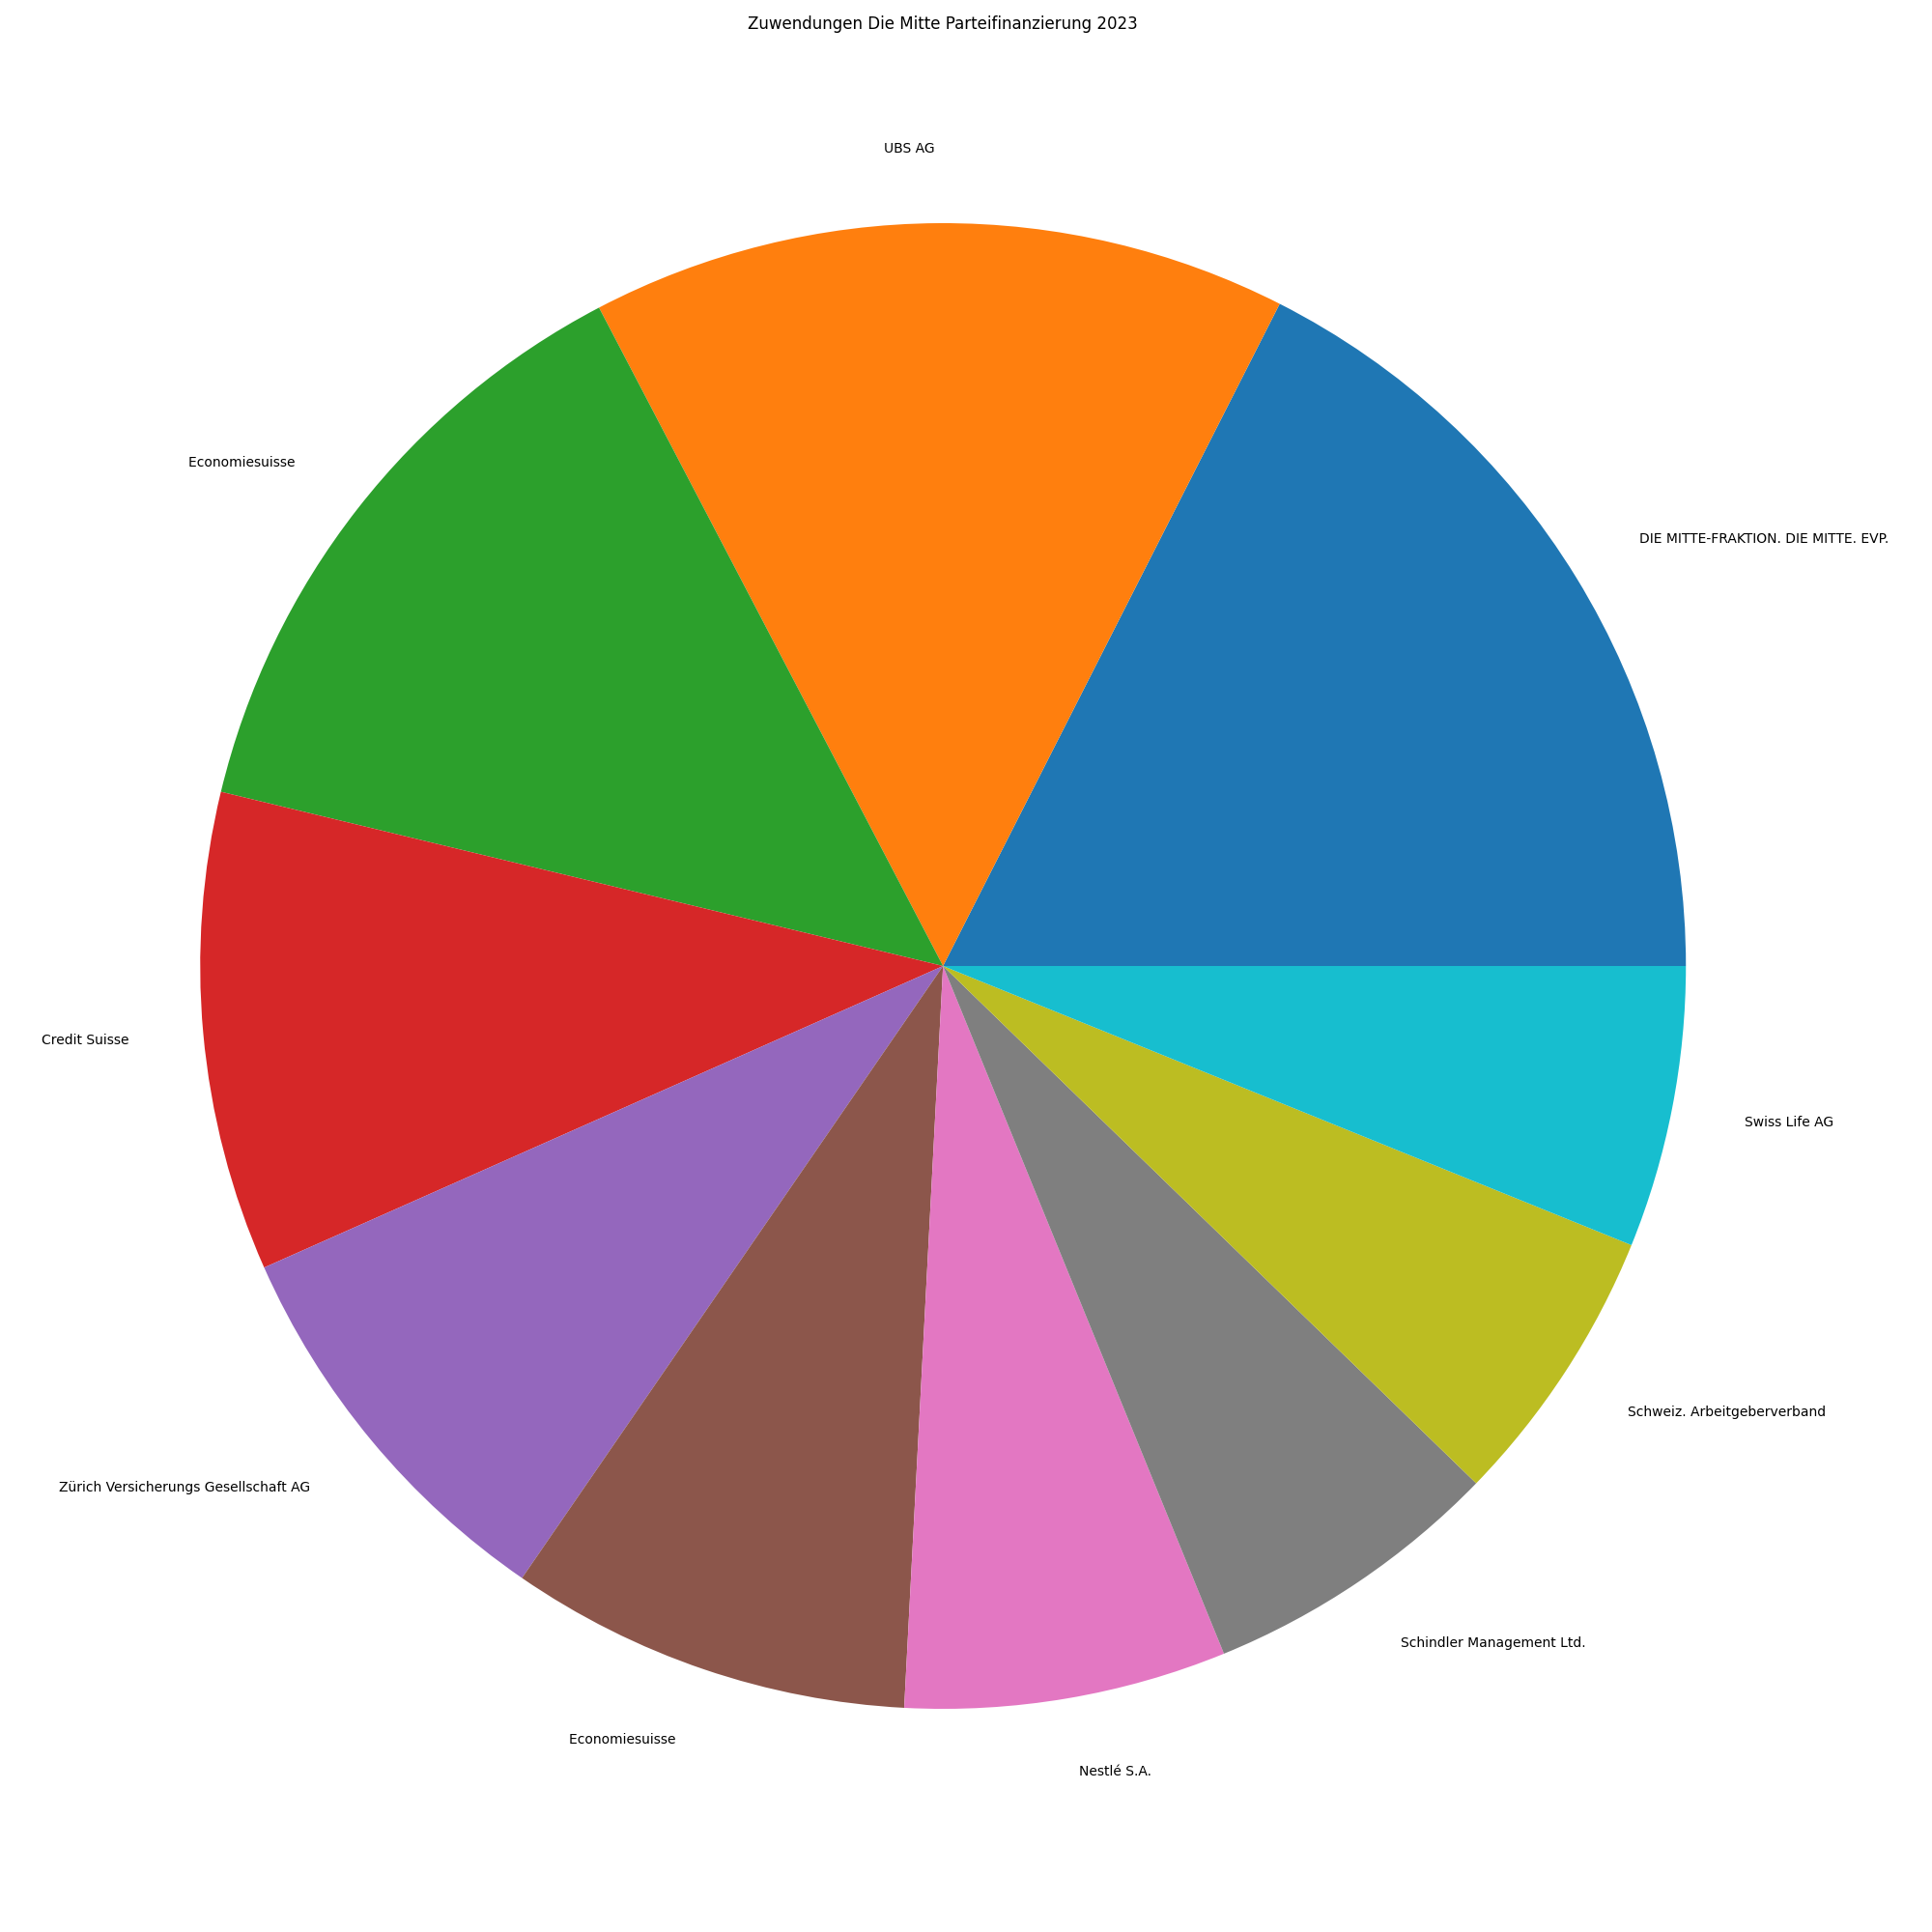 Zuwendungen Die Mitte Parteifinanzierung 2023
UBS AG
Economiesuisse
DIE MITTE-FRAKTION. DIE MITTE. EVP.
Credit Suisse
Swiss Life AG
Schweiz. Arbeitgeberverband
Zürich Versicherungs Gesellschaft AG
Schindler Management Ltd.
Economiesuisse
Nestlé S.A.